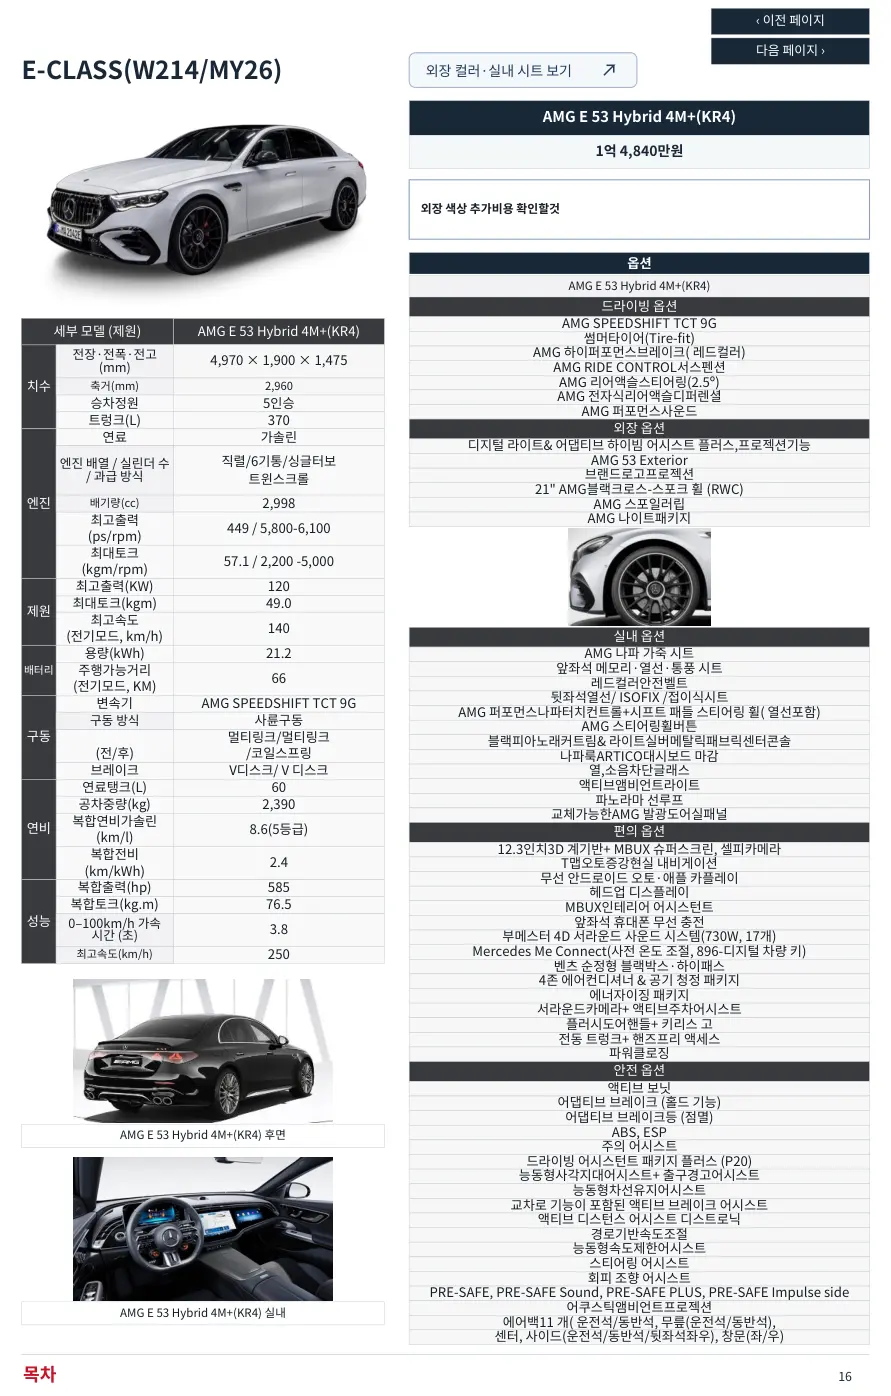 ‹ 이전 페이지
다음 페이지 ›
E-CLASS(W214/MY26)
외장 컬러·실내 시트 보기
AMG E 53 Hybrid 4M+(KR4)
1억 4,840만원
외장 색상 추가비용 확인할것
세부 모델 (제원) AMG E 53 Hybrid 4M+(KR4)
치수
전장·전폭·전고
(mm) 4,970 × 1,900 × 1,475
축거(mm) 2,960
승차정원 5인승
트렁크(L) 370
엔진
연료 가솔린
엔진 배열 / 실린더 수
/ 과급 방식
직렬/6기통/싱글터보
트윈스크롤
배기량(cc) 2,998
최고출력
(ps/rpm) 449 / 5,800-6,100
최대토크
(kgm/rpm) 57.1 / 2,200 -5,000
제원
최고출력(KW) 120
최대토크(kgm) 49.0
최고속도
(전기모드, km/h) 140
배터리
용량(kWh) 21.2
주행가능거리
(전기모드, KM) 66
구동
변속기 AMG SPEEDSHIFT TCT 9G
구동 방식 사륜구동
(전/후)
멀티링크/멀티링크
/코일스프링
브레이크 V디스크/ V 디스크
연비
연료탱크(L) 60
공차중량(kg) 2,390
복합연비가솔린
(km/l) 8.6(5등급)
복합전비
(km/kWh) 2.4
성능
복합출력(hp) 585
복합토크(kg.m) 76.5
0–100km/h 가속
시간 (초) 3.8
최고속도(km/h) 250
AMG
AMG E 53 Hybrid 4M+(KR4) 후면
AMG E 53 Hybrid 4M+(KR4) 실내
옵션
AMG E 53 Hybrid 4M+(KR4)
드라이빙 옵션
AMG SPEEDSHIFT TCT 9G
썸머타이어(Tire-fit)
AMG 하이퍼포먼스브레이크( 레드컬러)
AMG RIDE CONTROL서스펜션
AMG 리어액슬스티어링(2.5º)
AMG 전자식리어액슬디퍼렌셜
AMG 퍼포먼스사운드
외장 옵션
디지털 라이트& 어댑티브 하이빔 어시스트 플러스,프로젝션기능
AMG 53 Exterior
브랜드로고프로젝션
21" AMG블랙크로스-스포크 휠 (RWC)
AMG 스포일러립
AMG 나이트패키지
실내 옵션
AMG 나파 가죽 시트
앞좌석 메모리·열선·통풍 시트
레드컬러안전벨트
뒷좌석열선/ ISOFIX /접이식시트
AMG 퍼포먼스나파터치컨트롤+시프트 패들 스티어링 휠( 열선포함)
AMG 스티어링휠버튼
블랙피아노래커트림& 라이트실버메탈릭패브릭센터콘솔
나파룩ARTICO대시보드 마감
열,소음차단글래스
액티브앰비언트라이트
파노라마 선루프
교체가능한AMG 발광도어실패널
편의 옵션
12.3인치3D 계기반+ MBUX 슈퍼스크린, 셀피카메라
T맵오토증강현실 내비게이션
무선 안드로이드 오토·애플 카플레이
헤드업 디스플레이
MBUX인테리어 어시스턴트
앞좌석 휴대폰 무선 충전
부메스터 4D 서라운드 사운드 시스템(730W, 17개)
Mercedes Me Connect(사전 온도 조절, 896-디지털 차량 키)
벤츠 순정형 블랙박스·하이패스
4존 에어컨디셔너 & 공기 청정 패키지
에너자이징 패키지
서라운드카메라+ 액티브주차어시스트
플러시도어핸들+ 키리스 고
전동 트렁크+ 핸즈프리 액세스
파워클로징
안전 옵션
액티브 보닛
어댑티브 브레이크 (홀드 기능)
어댑티브 브레이크등 (점멸)
ABS, ESP
주의 어시스트
드라이빙 어시스턴트 패키지 플러스 (P20)
능동형사각지대어시스트+ 출구경고어시스트
능동형차선유지어시스트
교차로 기능이 포함된 액티브 브레이크 어시스트
액티브 디스턴스 어시스트 디스트로닉
경로기반속도조절
능동형속도제한어시스트
스티어링 어시스트
회피 조향 어시스트
PRE-SAFE, PRE-SAFE Sound, PRE-SAFE PLUS, PRE-SAFE Impulse side
어쿠스틱앰비언트프로젝션
에어백11 개( 운전석/동반석, 무릎(운전석/동반석),
센터, 사이드(운전석/동반석/뒷좌석좌우), 창문(좌/우)
목차
16